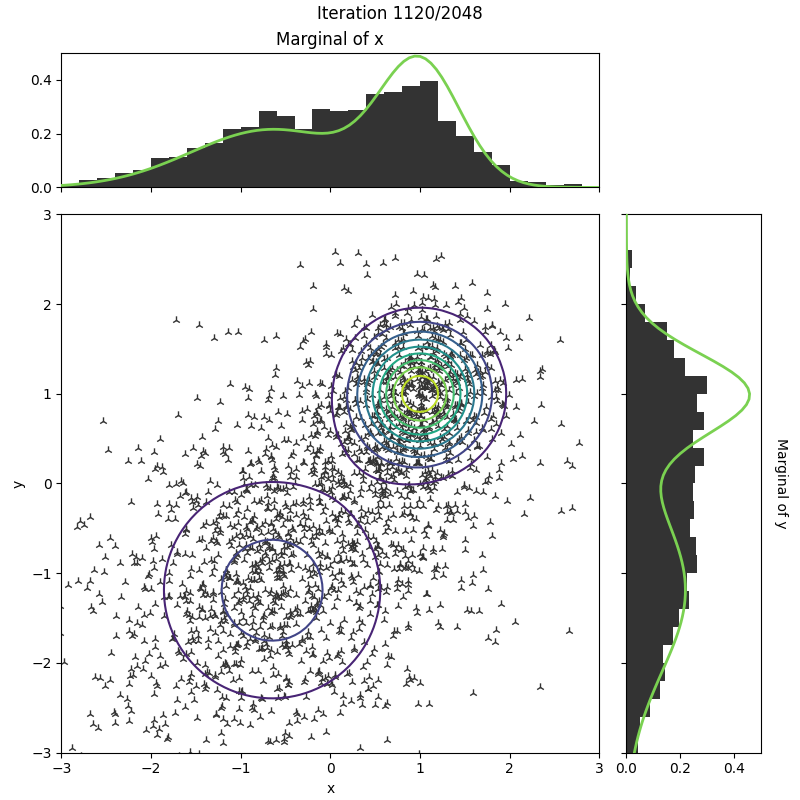 Iteration 1120/2048
Marginal of x
0.4
0.2
0.0
3
2
1
0
−1
−2
−3
y
−3 −2 −1 0 1 2 3
x
0.0 0.2 0.4
Marginal of y